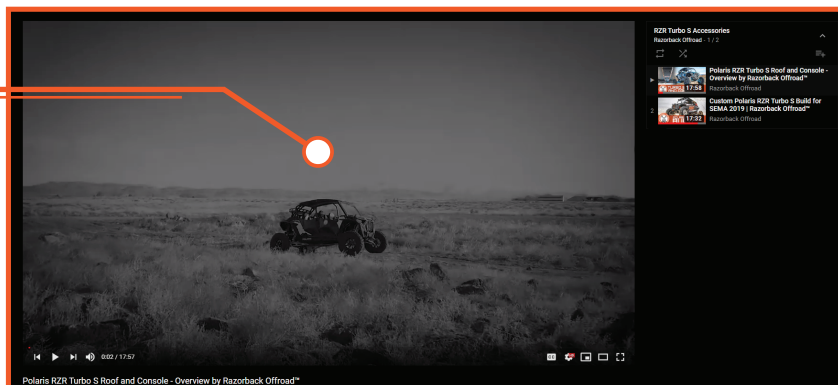 RZR Turbo S Accessories
Razorback Offroad - 1 / 2
Polaris RZR Turbo S Roof and Console -
Overview by Razorback Offroad™
Razorback Offroad
17:58
2
Custom Polaris RZR Turbo S Build for
SEMA 2019 | Razorback Offroad™
Razorback Offroad
17:32
0:02 / 17:57
Polaris RZR Turbo S Roof and Console - Overview by Razorback Offroad™